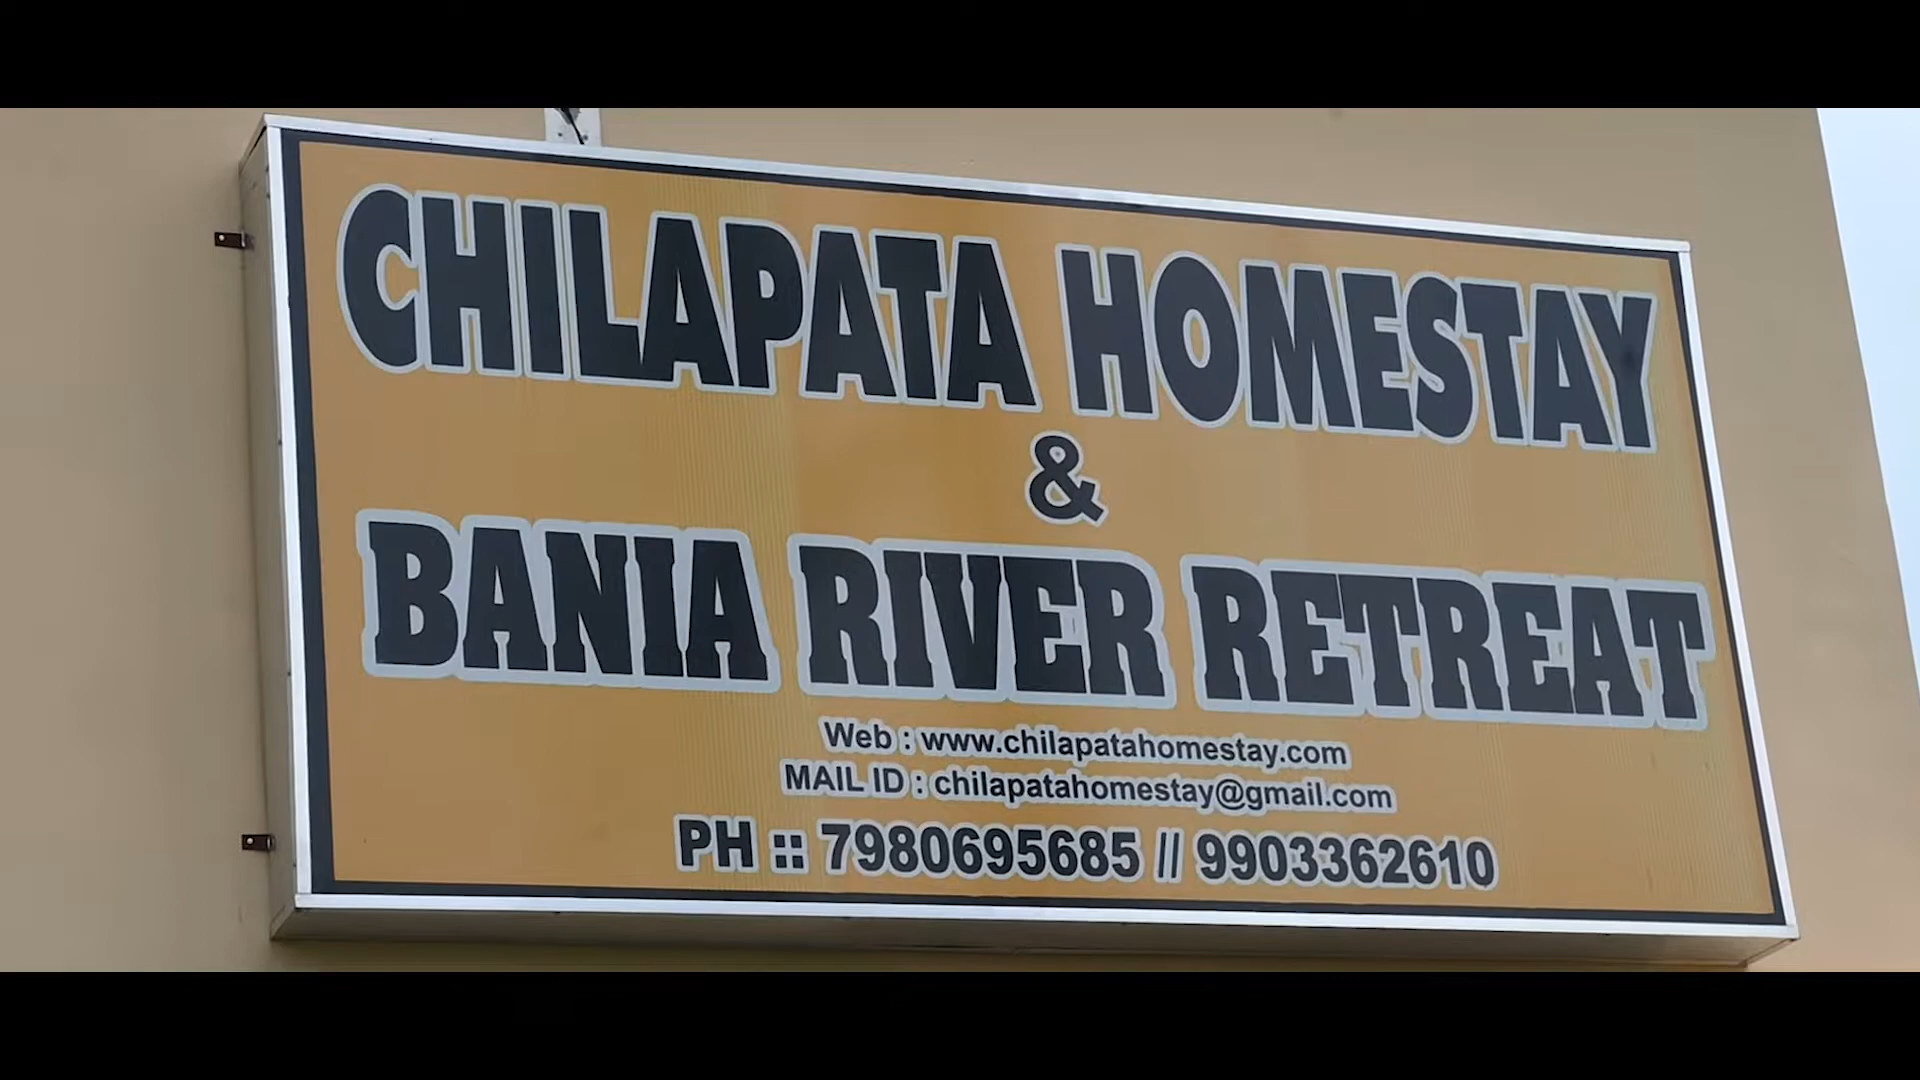 CHILAPATA HOMESTAY
&
BANIA RIVER RETREAT
Web : www.chilapatahomestay.com
MAIL ID : chilapatahomestay@gmail.com
PH :: 7980695685 // 9903362610